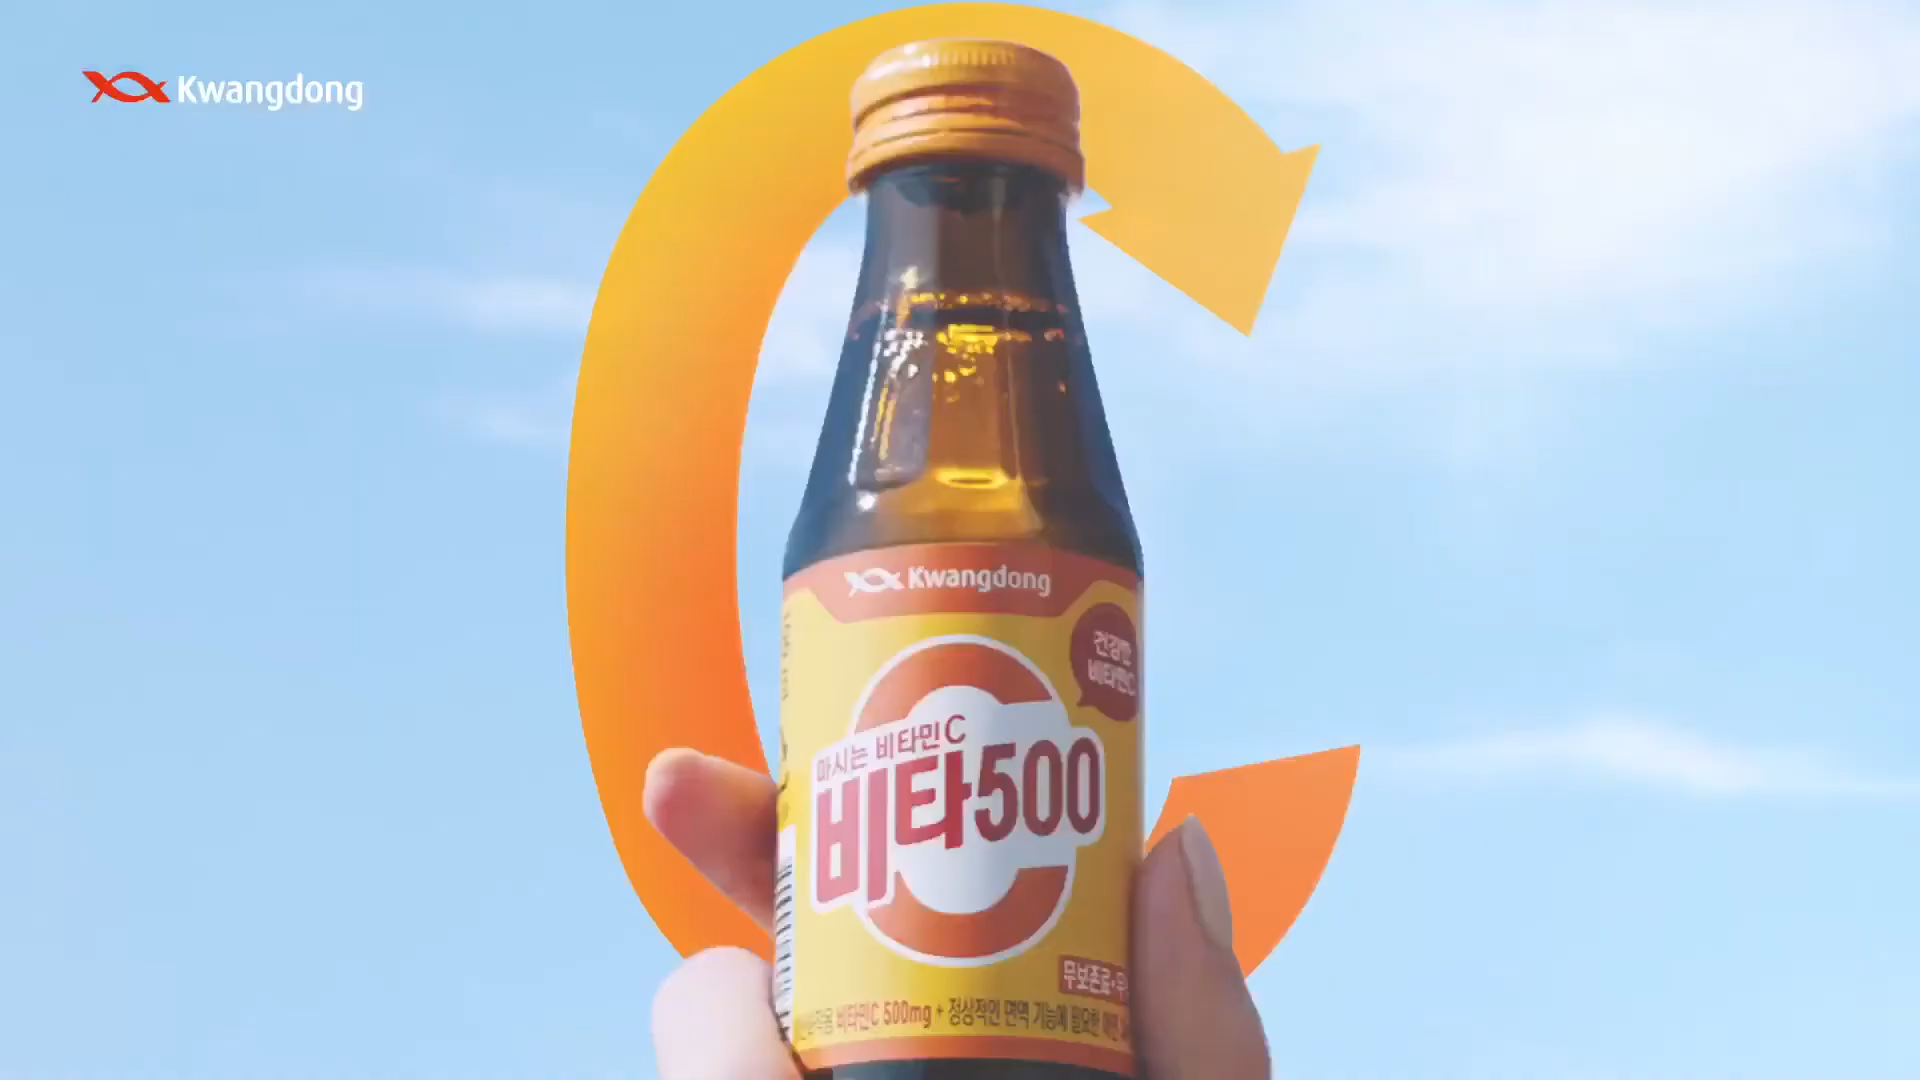 Kwangdong
Kwangdong
건강한
비타민C
마시는 비타민C
비타500
무보존료·무
비타민C 500mg + 정상적인 면역 기능에 필요한